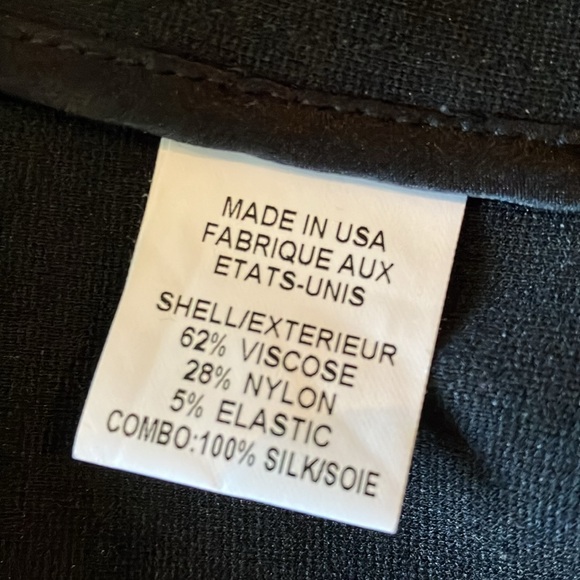 MADE IN USA
FABRIQUE AUX
ETATS-UNIS
SHELL/EXTERIEUR
62% VISCOSE
28% NYLON
5% ELASTIC
COMBO:100% SILK/SOIE